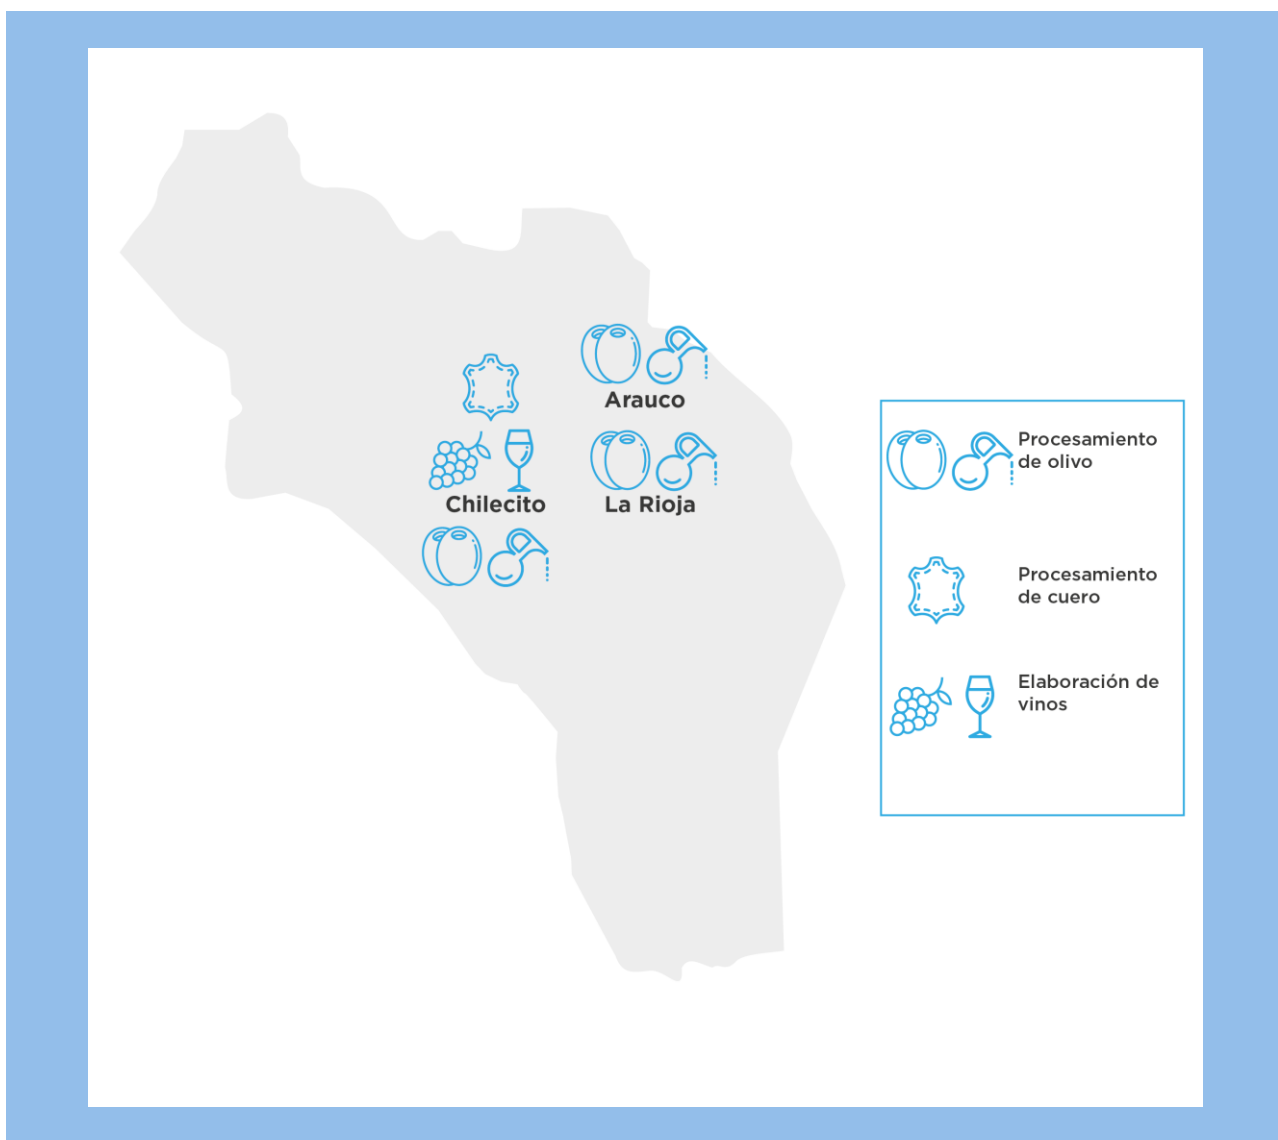 Arauco
Chilecito
La Rioja
Procesamiento
de olivo
Procesamiento
de cuero
Elaboración de
vinos